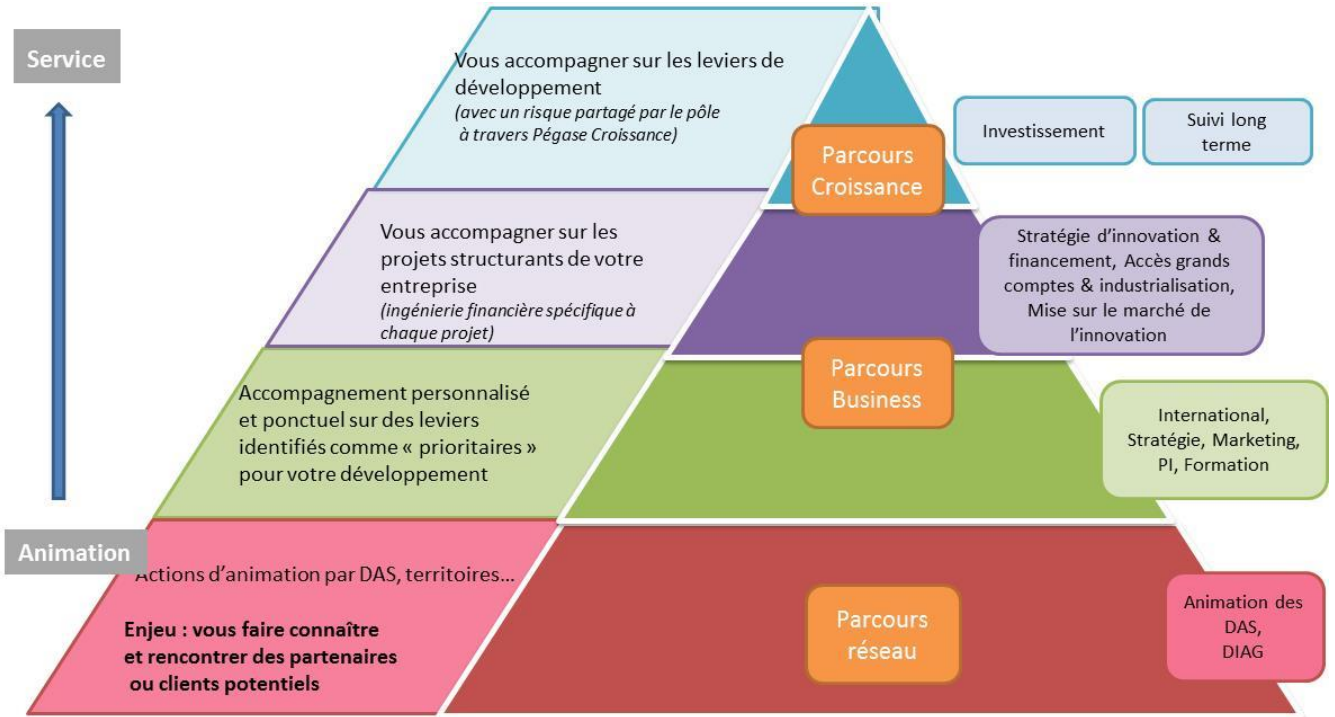 Service
Vous accompagner sur les leviers de
développement
(avec un risque partagé par le pôle
à travers Pégase Croissance)
Parcours
Croissance
Investissement
Suivi long
terme
Vous accompagner sur les
projets structurants de votre
entreprise
(ingénierie financière spécifique à
chaque projet)
Stratégie d'innovation &
financement, Accès grands
comptes & industrialisation,
Mise sur le marché de
l'innovation
Parcours
Business
Accompagnement personnalisé
et ponctuel sur des leviers
identifiés comme « prioritaires »
pour votre développement
International,
Stratégie, Marketing,
PI, Formation
Animation
Actions d'animation par DAS, territoires...
Enjeu : vous faire connaître
et rencontrer des partenaires
ou clients potentiels
Parcours
réseau
Animation des
DAS,
DIAG